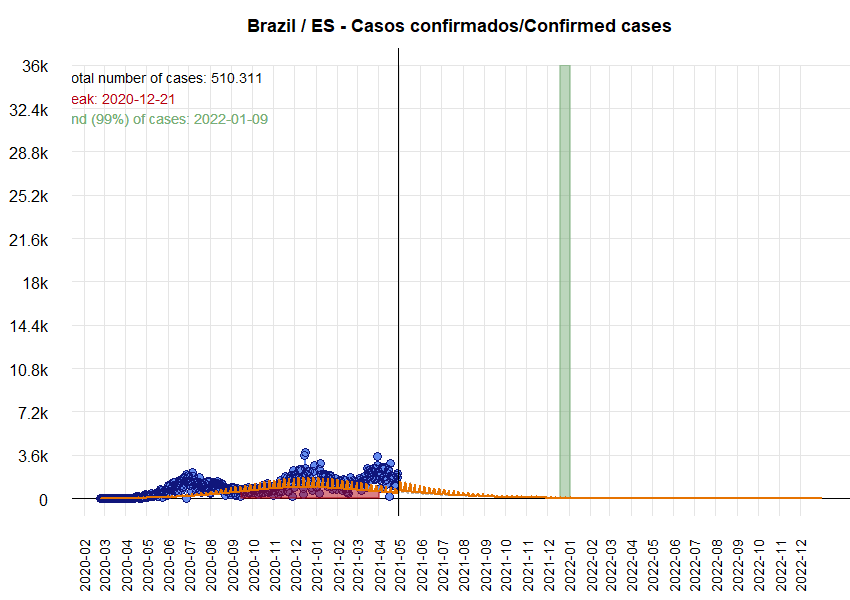 Brazil / ES - Casos confirmados/Confirmed cases
36k
32.4k
28.8k
25.2k
21.6k
18k
14.4k
10.8k
7.2k
3.6k
0
otal number of cases: 510.311
eak: 2020-12-21
nd (99%) of cases: 2022-01-09
2020-02
2020-03
2020-04
2020-05
2020-06
2020-07
2020-08
2020-09
2020-10
2020-11
2020-12
2021-01
2021-02
2021-03
2021-04
2021-05
2021-06
2021-07
2021-08
2021-09
2021-10
2021-11
2021-12
2022-01
2022-02
2022-03
2022-04
2022-05
2022-06
2022-07
2022-08
2022-09
2022-10
2022-11
2022-12